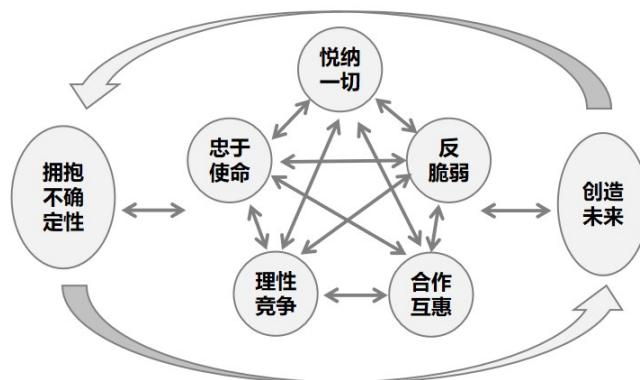 悦纳
一切
忠于
使命
反
脆弱
拥抱
不确
定性
创造
未来
理性
竞争
合作
互惠